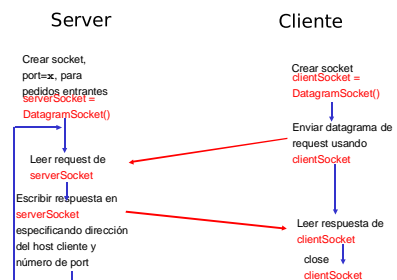 Server
Crear socket,
port=x, para
pedidos entrantes
serverSocket =
DatagramSocket()
Leer request de
serverSocket
Escribir respuesta en
serverSocket
especificando dirección
del host cliente y
número de port
Cliente
Crear socket
clientSocket =
DatagramSocket()
Enviar datagrama de
request usando
clientSocket
Leer respuesta de
clientSocket
close
clientSocket